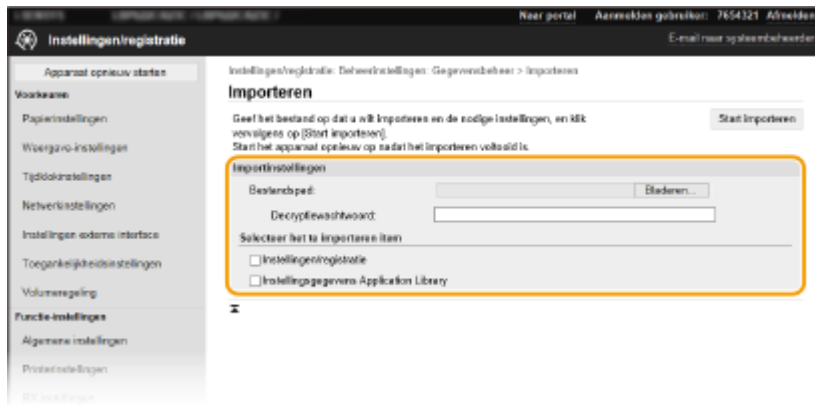 Naar portal Aanmelden gebruiker: 7654321 Afmelden
Instellingen/registratie
E-mail naar systeembeheerder
Apparaat opnieuw starten
Voorkeuren
Papierinstellingen
Weergave-instellingen
Tijdklokinstellingen
Netwerkinstellingen
Instellingen externe interface
Toegankelijkheidsinstellingen
Volumeregeling
Functie-instellingen
Algemene instellingen
Printerinstellingen
Instellingen/registratie: Beheerinstellingen: Gegevensbeheer > Importeren
Importeren
Geef het bestand op dat u wilt importeren en de nodige instellingen, en klik
vervolgens op [Start importeren].
Start het apparaat opnieuw op nadat het importeren voltooid is.
Start importeren
Importinstellingen
Bestandspad:
Bladeren...
Decryptiewachtwoord:
Selecteer het te importeren item
Instellingen/registratie
Instellingsgegevens Application Library